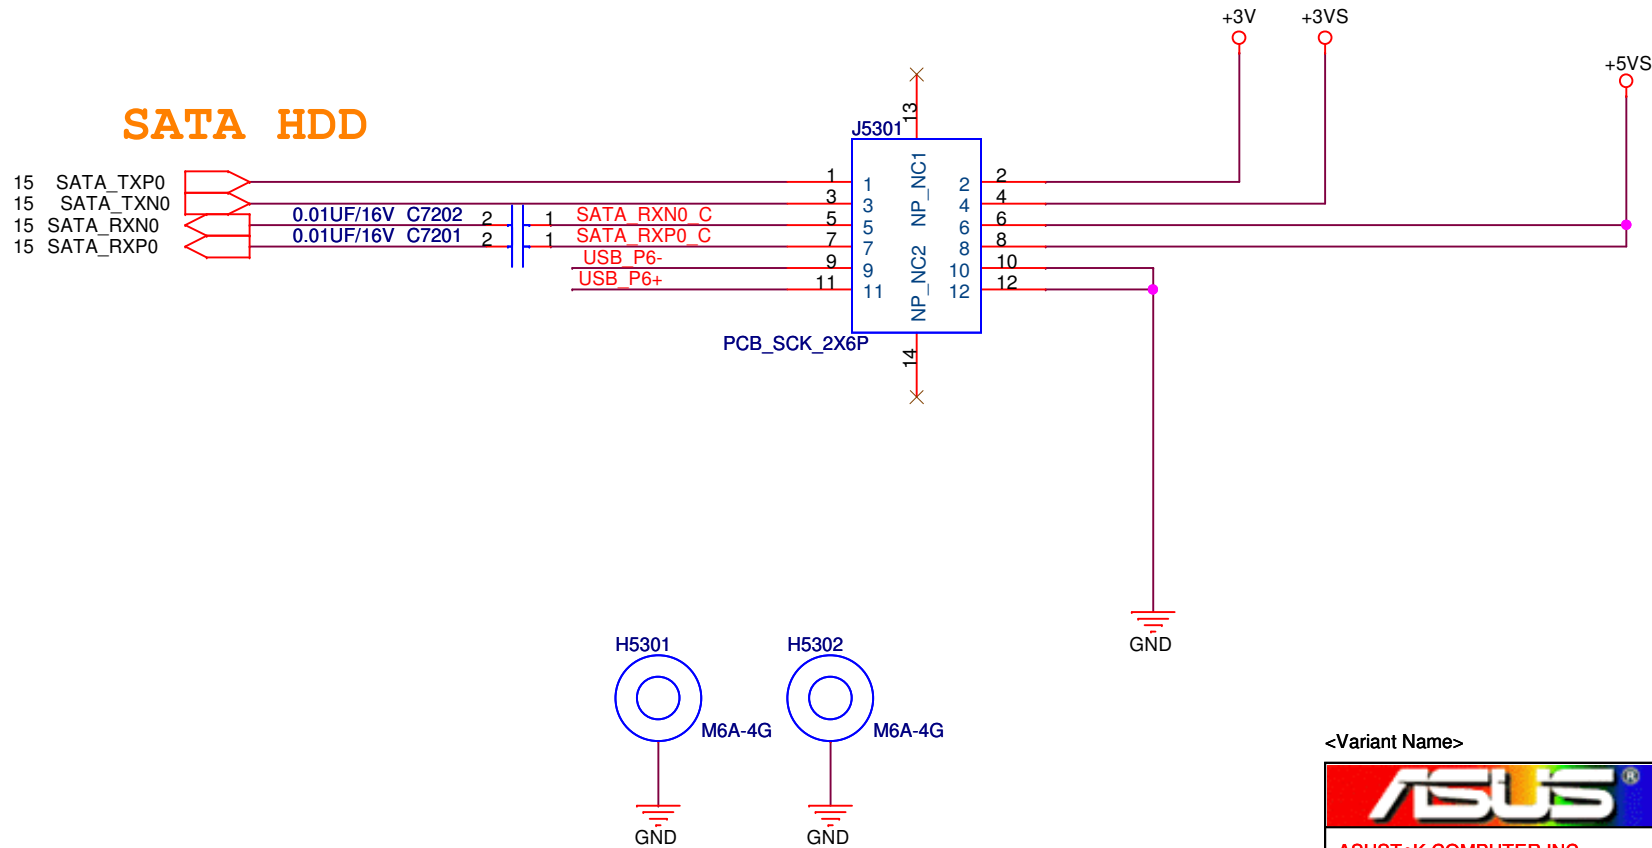 +3V
+3VS
+5VS
SATA HDD
J5301
13
15 SATA_TXP0
15 SATA_TXN0
15 SATA_RXN0
15 SATA_RXP0
0.01UF/16V C7202 2 1 SATA_RXN0_C
0.01UF/16V C7201 2 1 SATA_RXP0_C
USB_P6-
USB_P6+
1 1 2 2
3 3 4 4
5 5 6 6
7 7 8 8
9 9 10 10
11 11 12 12
NP_NC1
NP_NC2
PCB_SCK_2X6P
14
GND
H5301
M6A-4G
GND
H5302
M6A-4G
GND
<Variant Name>
ASUS®